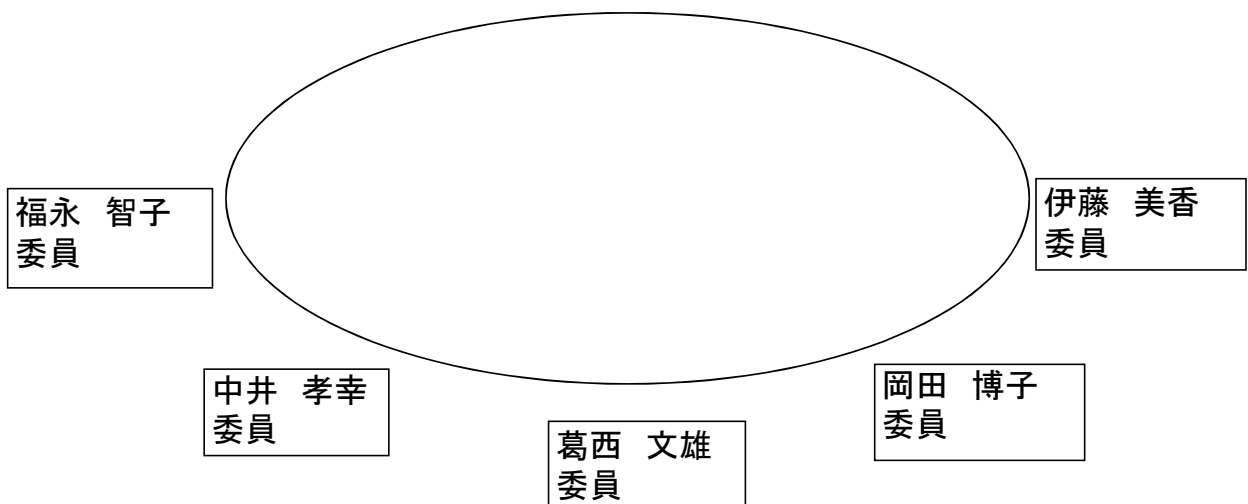 福永　智子
委員
伊藤　美香
委員
中井　孝幸
委員
岡田　博子
委員
葛西　文雄
委員